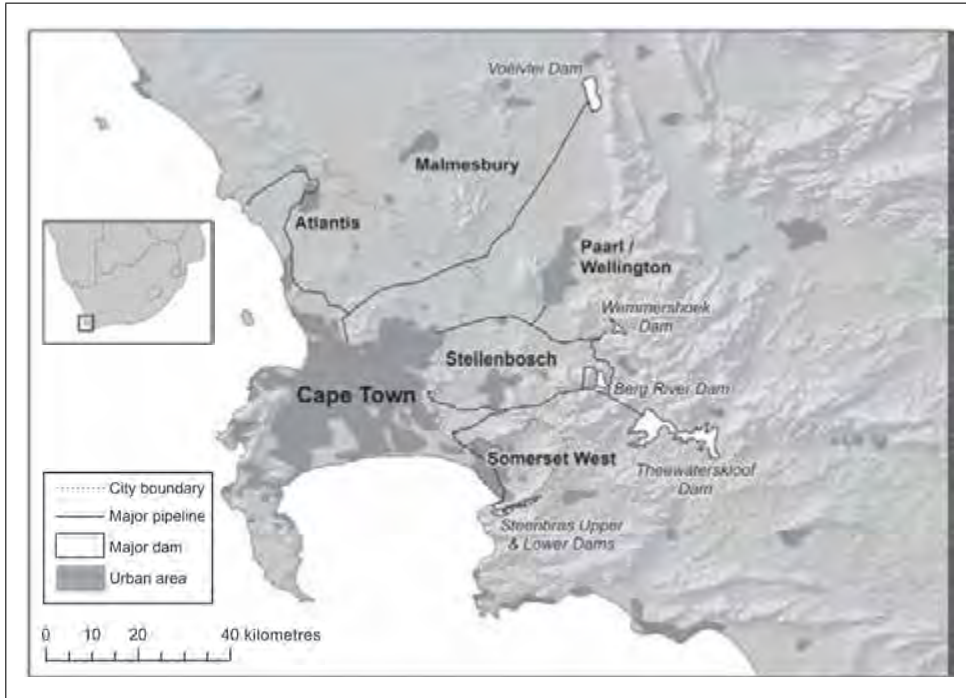 Voëlvlei Dam
Malmesbury
Atlantis
Paarl /
Wellington
Wemmershoek
Dam
Stellenbosch
Berg River Dam
Cape Town
Somerset West
Theewaterskloof
Dam
Steenbras Upper
& Lower Dams
City boundary
Major pipeline
Major dam
Urban area
0 10 20 40 kilometres